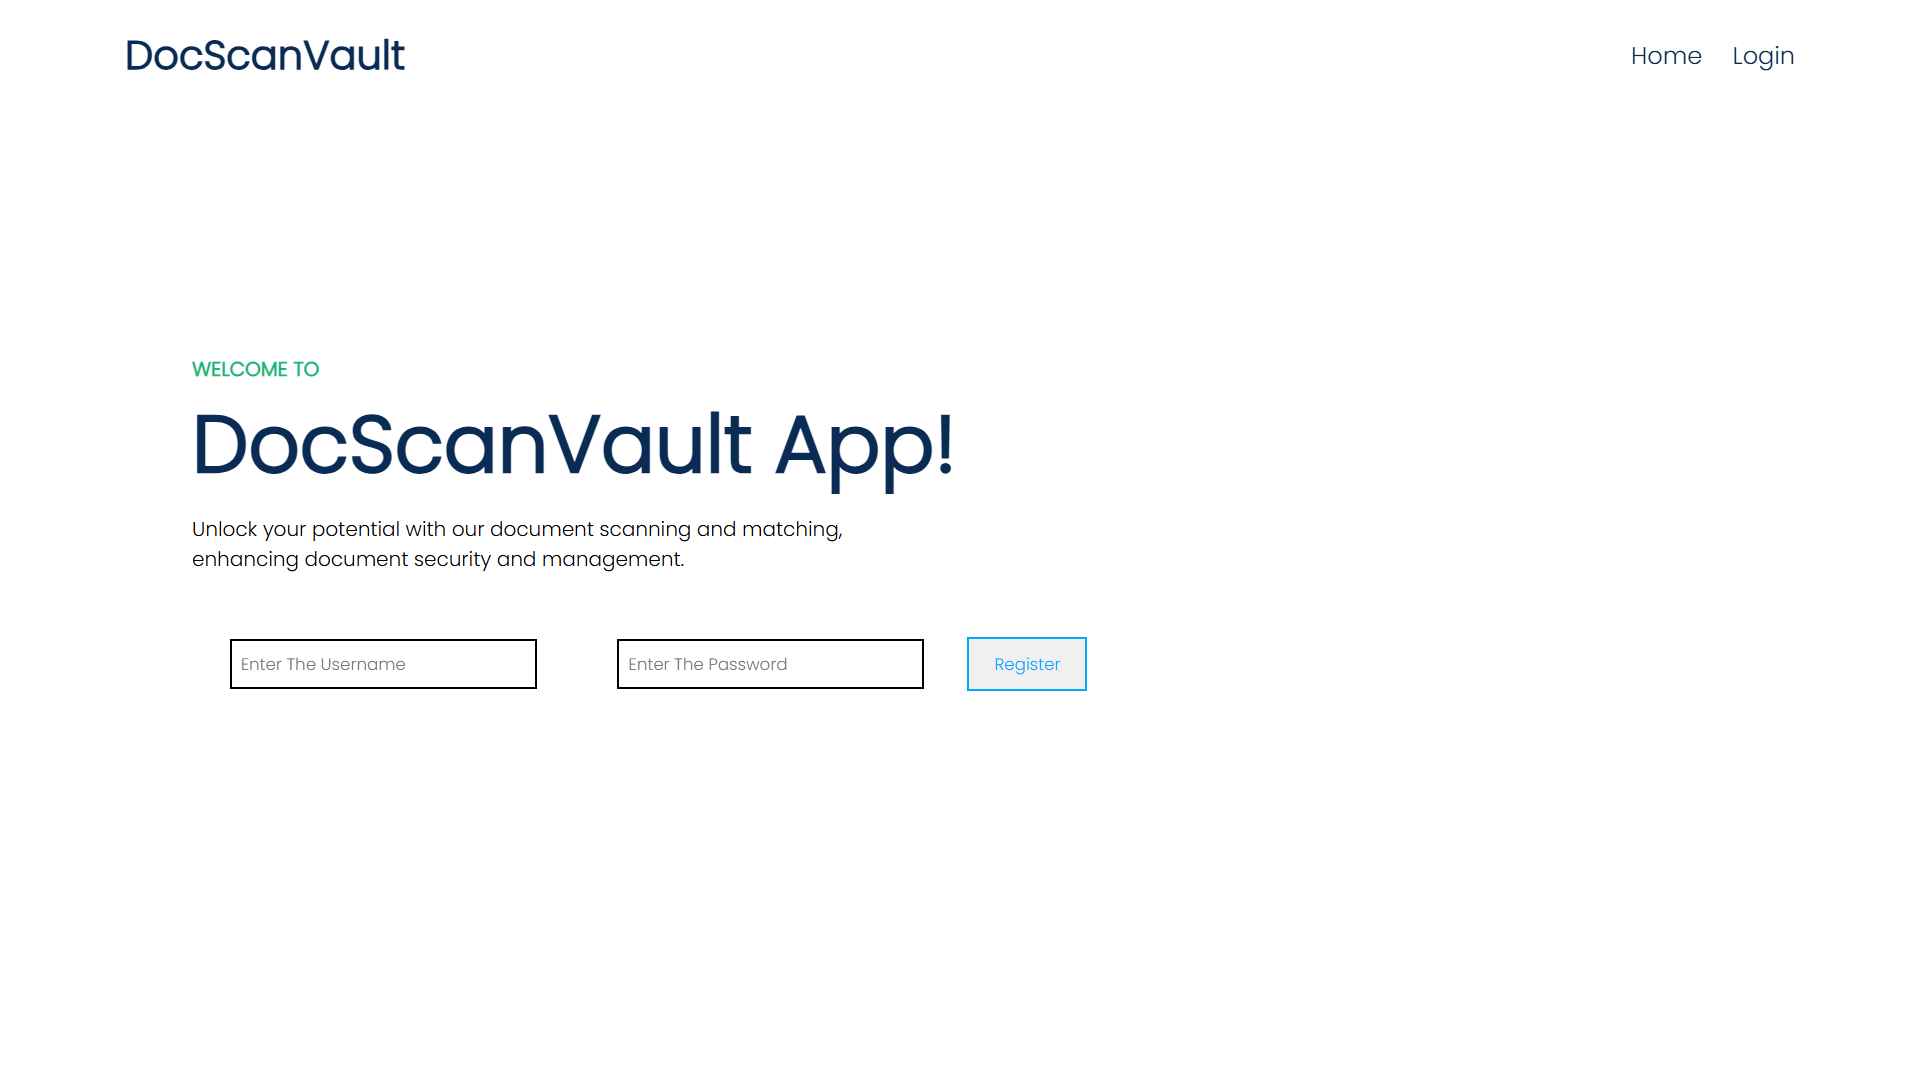 DocScanVault
Home
Login
WELCOME TO
DocScanVault App!
Unlock your potential with our document scanning and matching,
enhancing document security and management.
Enter The Username
Enter The Password
Register